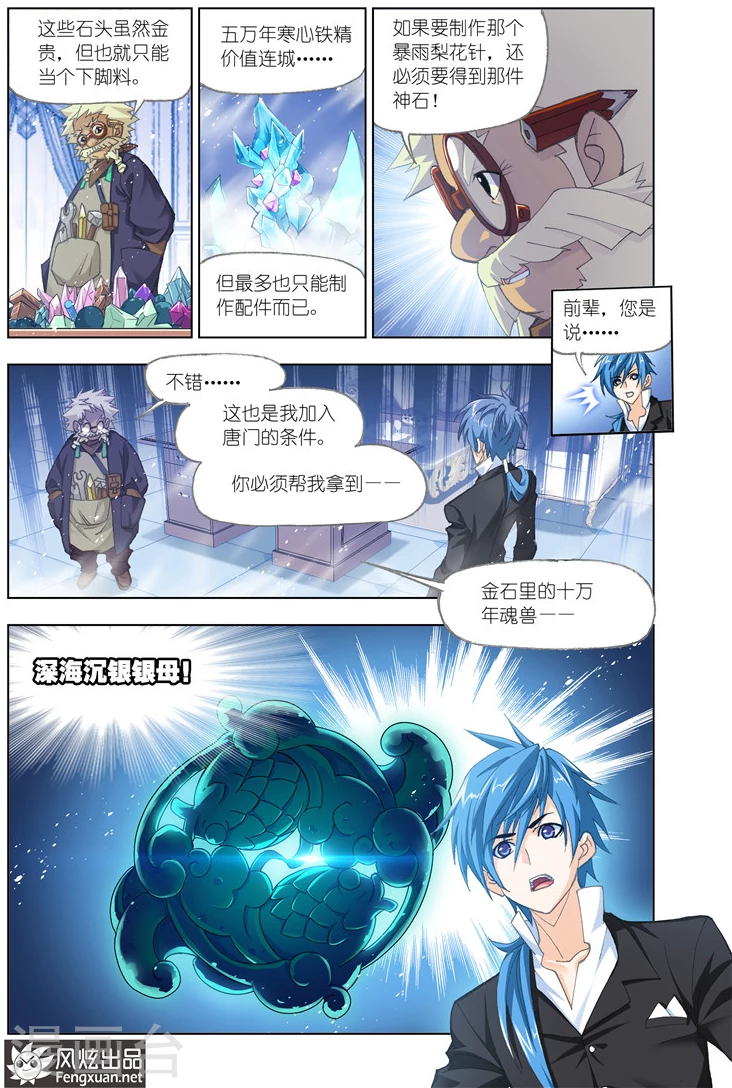 这些石头虽然金
贵，但也就只能
当个下脚料。
五万年寒心铁精
价值连城……
但最多也只能制
作配件而已。
如果要制作那个
暴雨梨花针，还
必须要得到那件
神石！
前辈，您是
说……
不错……
这也是我加入
唐门的条件。
你必须帮我拿到——
金石里的十万
年魂兽——
深海沉银银母！
漫画台
风炫出品
Fengxuan.net